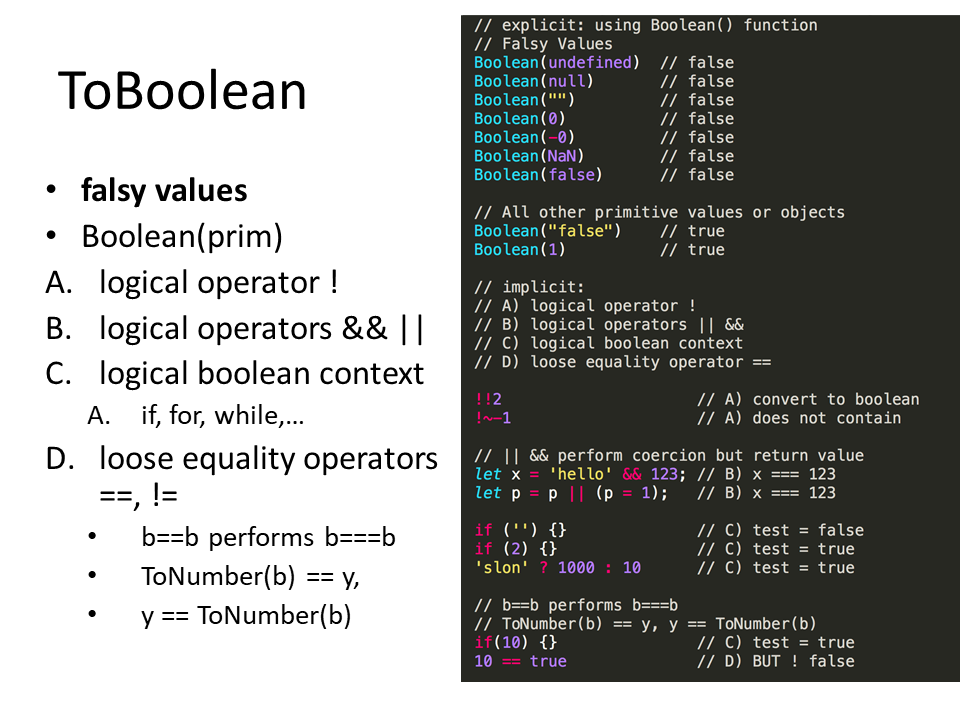 ToBoolean
• falsy values
• Boolean(prim)
A. logical operator !
B. logical operators && ||
C. logical boolean context
A. if, for, while,…
D. loose equality operators
==, !=
• b==b performs b===b
• ToNumber(b) == y,
• y == ToNumber(b)
// explicit: using Boolean() function
// Falsy Values
Boolean(undefined) // false
Boolean(null) // false
Boolean("") // false
Boolean(0) // false
Boolean(-0) // false
Boolean(NaN) // false
Boolean(false) // false
// All other primitive values or objects
Boolean("false") // true
Boolean(1) // true
// implicit:
// A) logical operator !
// B) logical operators || &&
// C) logical boolean context
// D) loose equality operator ==
!!2 // A) convert to boolean
!~-1 // A) does not contain
// || && perform coercion but return value
let x = 'hello' && 123; // B) x === 123
let p = p || (p = 1); // B) x === 123
if ('') {} // C) test = false
if (2) {} // C) test = true
'slon' ? 1000 : 10 // C) test = true
// b==b performs b===b
// ToNumber(b) == y, y == ToNumber(b)
if(10) {} // C) test = true
10 == true // D) BUT ! false